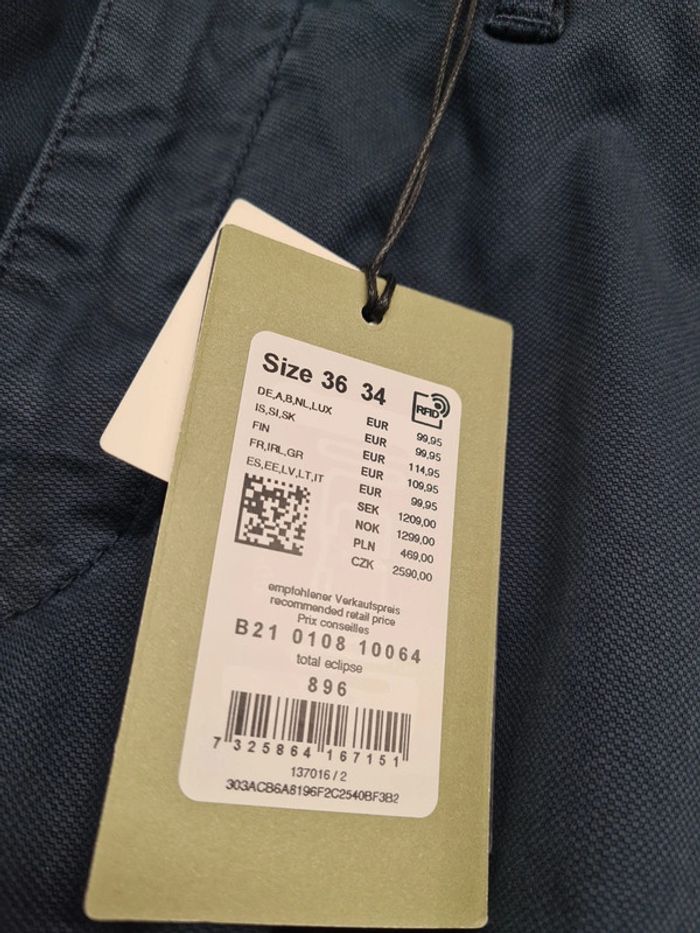 Size 36 34
RFID
DE,A,B,NL,LUX EUR 99,95
IS,SI,SK EUR 99,95
FIN EUR 114,95
FR,IRL,GR EUR 109,95
ES,EE,LV,LT,IT EUR 99,95
SEK 1209,00
NOK 1299,00
PLN 469,00
CZK 2590,00
empfohlener Verkaufspreis
recommended retail price
Prix conseilles
B21 0108 10064
total eclipse
896
7 325864 167151
137016 / 2
303ACB6A8196F2C2540BF3B2